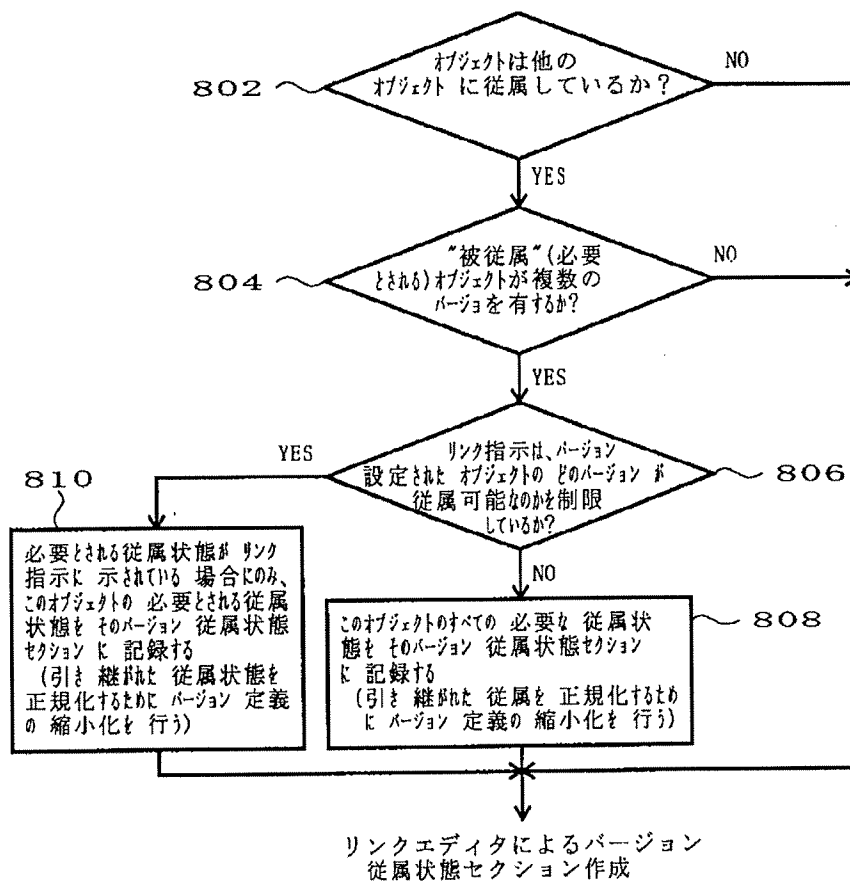 802
オブジェクトは他の
オブジェクトに従属しているか?
NO
YES
804
"被従属"(必要
とされる)オブジェクトが複数の
バージョを有するか?
NO
YES
リンク指示は、バージョン
設定されたオブジェクトのどのバージョンが
従属可能なのかを制限
しているか?
806
YES
NO
810
必要とされる従属状態がリンク
指示に示されている場合にのみ、
このオブジェクトの必要とされる従属
状態をそのバージョン従属状態
セクションに記録する
(引き継がれた従属状態を
正規化するためにバージョン定義
の縮小化を行う)
808
このオブジェクトのすべての必要な従属状
態をそのバージョン従属状態セクション
に記録する
(引き継がれた従属を正規化するため
にバージョン定義の縮小化を行う)
リンクエディタによるバージョン
従属状態セクション作成